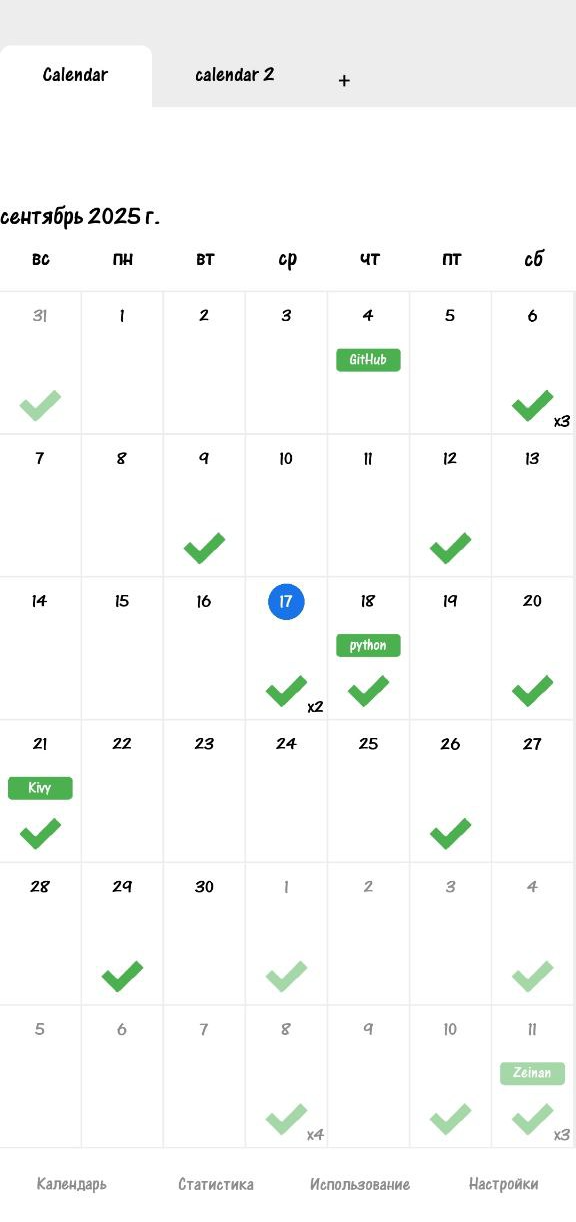 Calendar calendar 2 +
сентябрь 2025 г.
вс пн вт ср чт пт сб
31 1 2 3 4 5 6
GitHub
x3
7 8 9 10 11 12 13
14 15 16 17 18 19 20
python
x2
21 22 23 24 25 26 27
Kivy
28 29 30 1 2 3 4
5 6 7 8 9 10 11
Zeinan
x4 x3
Календарь Статистика Использование Настройки